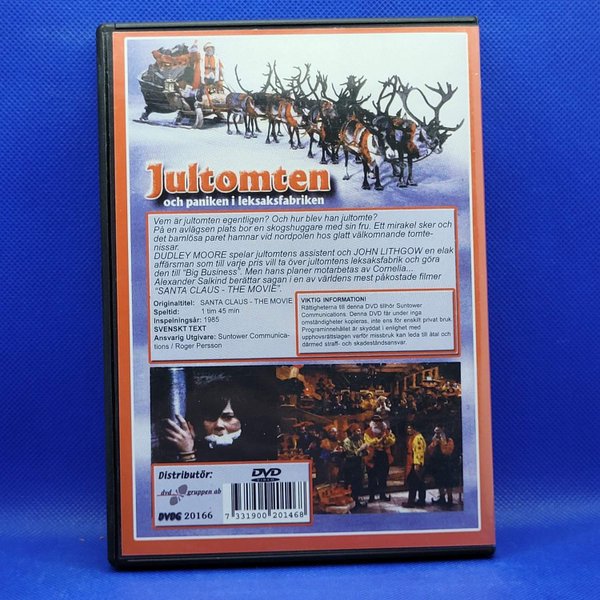 Jultomten
och paniken i leksaksfabriken
Vem är jultomten egentligen? Och hur blev han jultomte?
På en avlägsen plats bor en skogshuggare med sin fru. Ett mirakel sker och
det barnlösa paret hamnar vid nordpolen hos glatt välkomnande tomte-
nissar.
DUDLEY MOORE spelar jultomtens assistent och JOHN LITHGOW en elak
affärsman som till varje pris vill ta över jultomtens leksaksfabrik och göra
den till "Big Business". Men hans planer motarbetas av Cornelia...
Alexander Salkind berättar sagan i en av världens mest påkostade filmer
"SANTA CLAUS - THE MOVIE".
Originaltitel: SANTA CLAUS - THE MOVIE
Speltid: 1 tim 45 min
Inspelningsår: 1985
SVENSKT TEXT
Ansvarig Utgivare: Suntower Communica-
tions / Roger Persson
VIKTIG INFORMATION!
Rättigheterna till denna DVD tillhör Suntower
Communications. Denna DVD får under inga
omständigheter kopieras, inte ens för enskilt privat bruk.
Programinnehållet är skyddat i enlighet med
upphovsrättslagen varför missbruk kan leda till åtal och
därmed straff- och skadeståndsansvar.
Distributör:
dvd gruppen ab
DVDG 20166
DVD
VIDEO
7 331900 201468